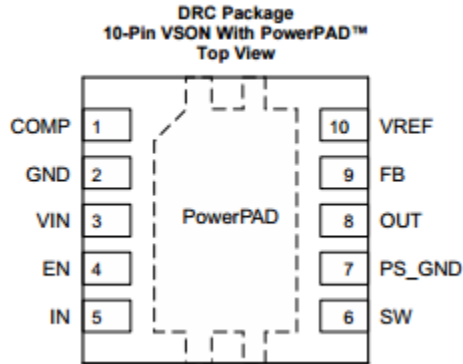 DRC Package
10-Pin VSON With PowerPAD™
Top View
COMP 1 10 VREF
GND 2 9 FB
VIN 3 PowerPAD 8 OUT
EN 4 7 PS_GND
IN 5 6 SW